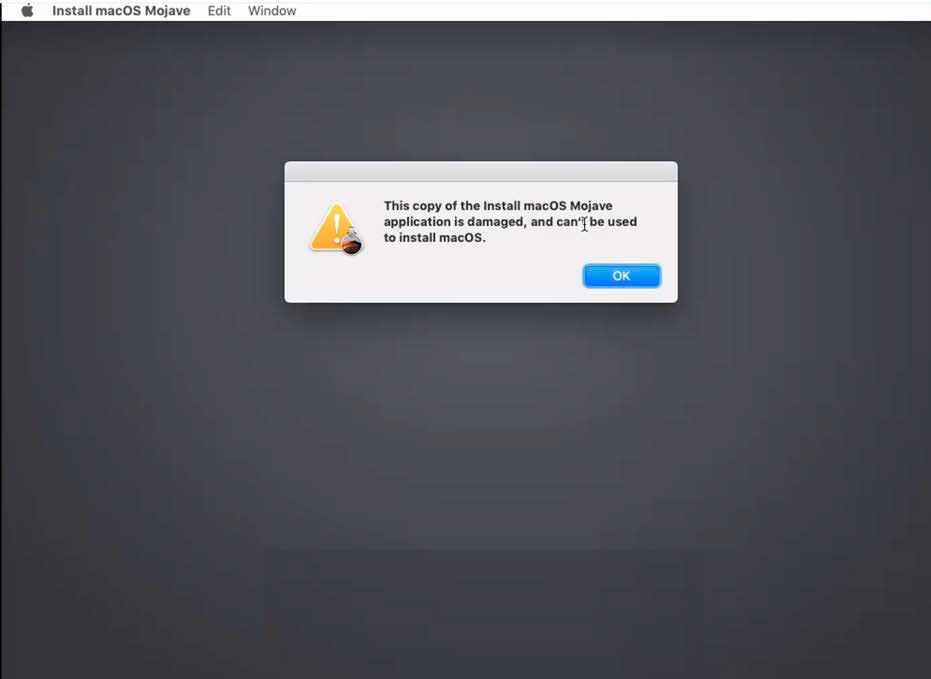 Install macOS Mojave Edit Window
This copy of the Install macOS Mojave
application is damaged, and can't be used
to install macOS.
OK